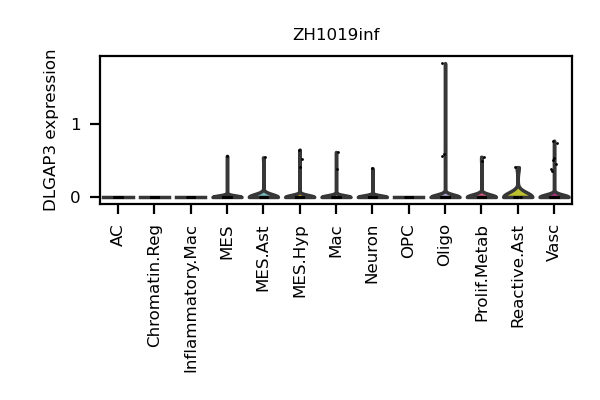 ZH1019inf
DLGAP3 expression
1
0
AC
Chromatin.Reg
Inflammatory.Mac
MES
MES.Ast
MES.Hyp
Mac
Neuron
OPC
Oligo
Prolif.Metab
Reactive.Ast
Vasc